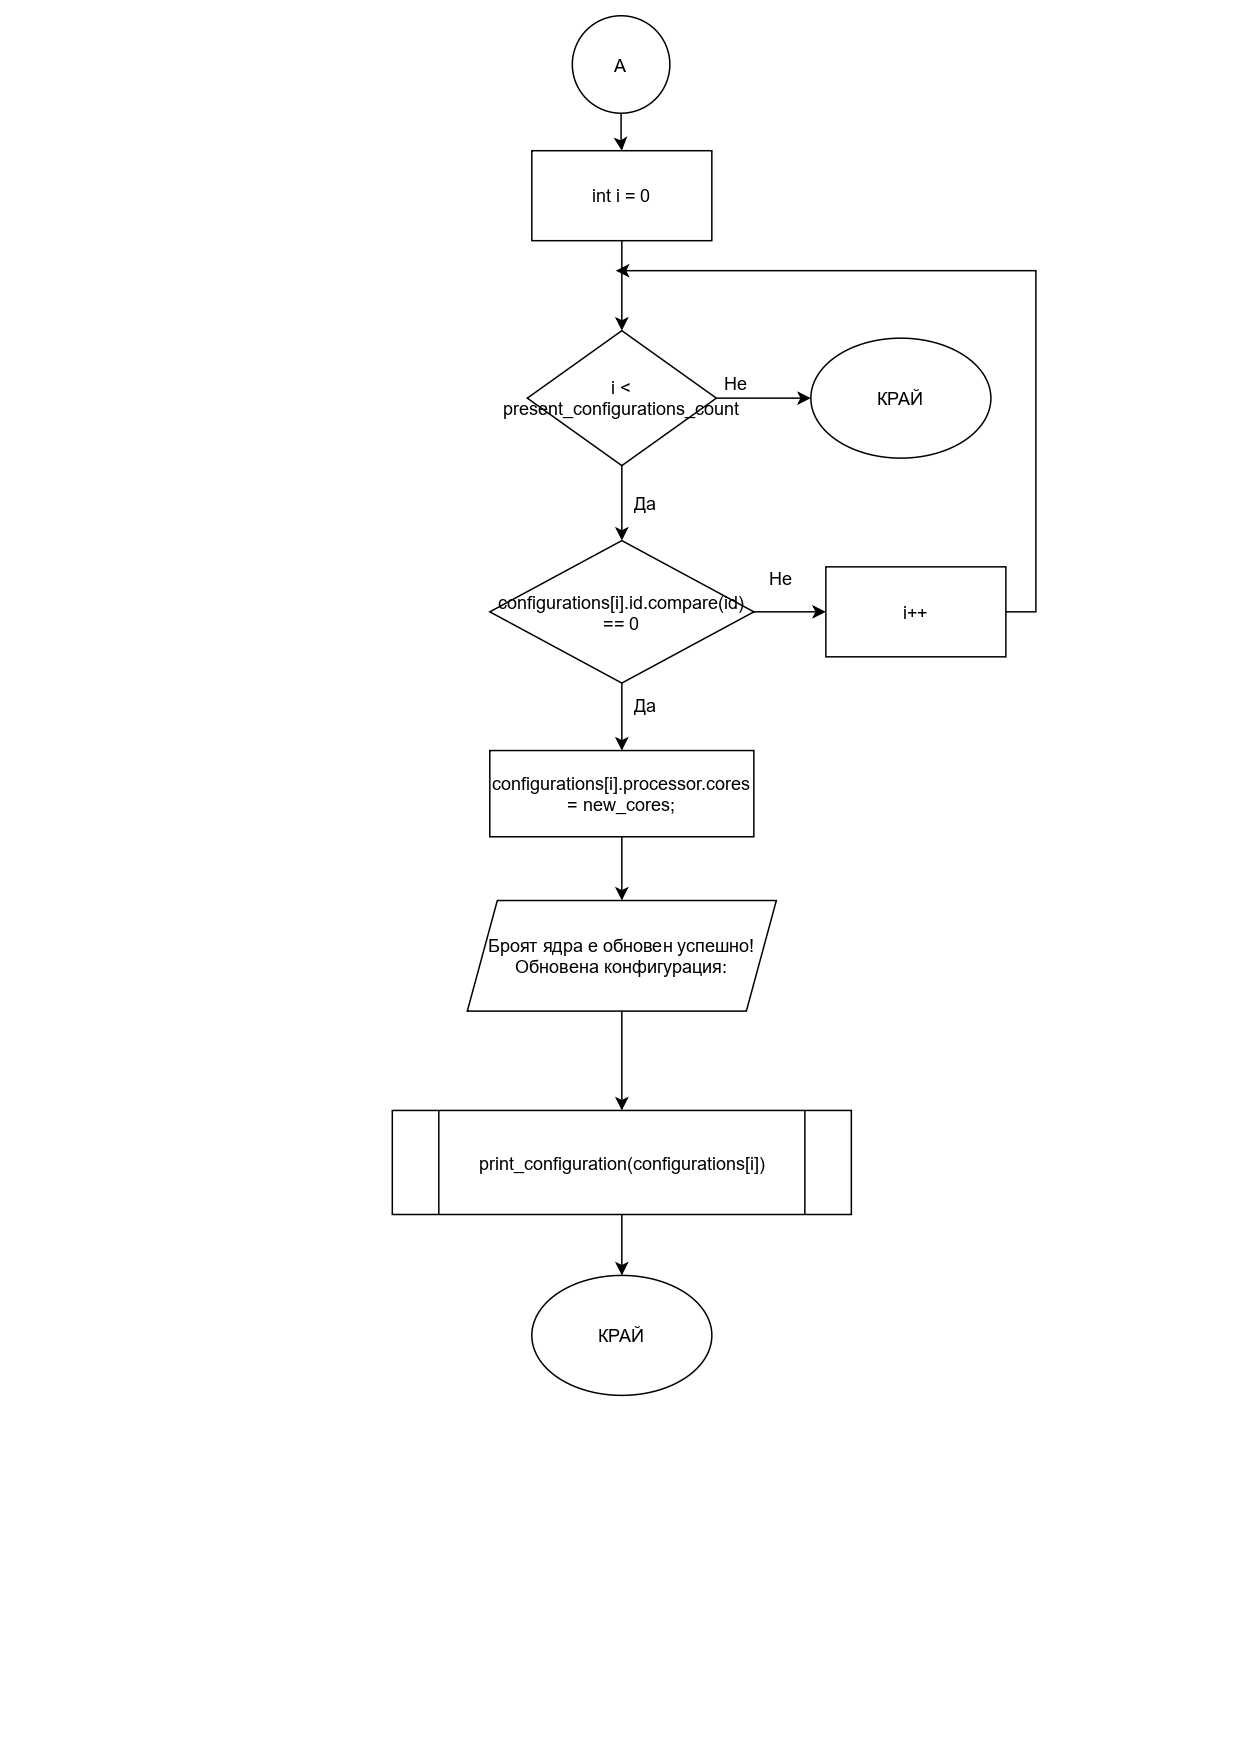 A
int i = 0
i <
present_configurations_count
Не
КРАЙ
Да
configurations[i].id.compare(id)
== 0
Не
i++
Да
configurations[i].processor.cores
= new_cores;
Броят ядра е обновен успешно!
Обновена конфигурация:
print_configuration(configurations[i])
КРАЙ